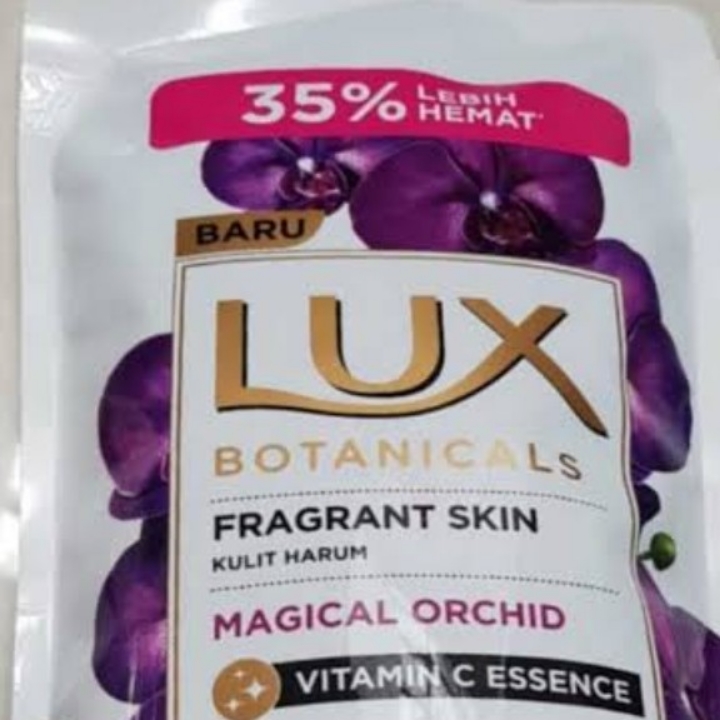 35% LEBIH
HEMAT*
BARU
LUX
BOTANICALS
FRAGRANT SKIN
KULIT HARUM
MAGICAL ORCHID
VITAMIN C ESSENCE